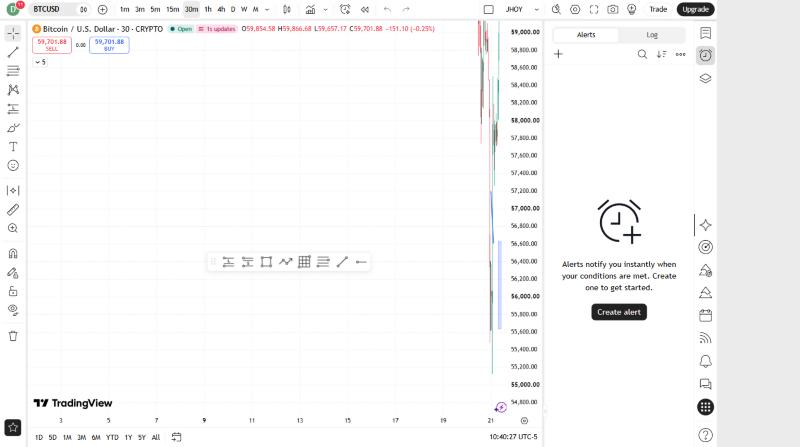 D 11 BTCUSD 1m 3m 5m 15m 30m 1h 4h D W M JHOY Trade Upgrade
Bitcoin / U.S. Dollar · 30 · CRYPTO Open 1s updates O59,854.58 H59,866.68 L59,657.17 C59,701.88 −151.10 (−0.25%)
59,701.88
SELL
0.00
59,701.88
BUY
5
59,000.00
58,800.00
58,600.00
58,400.00
58,200.00
58,000.00
57,800.00
57,600.00
57,400.00
57,200.00
57,000.00
56,800.00
56,600.00
56,400.00
56,200.00
56,000.00
55,800.00
55,600.00
55,400.00
55,200.00
55,000.00
54,800.00
Alerts Log
Alerts notify you instantly when
your conditions are met. Create
one to get started.
Create alert
TradingView
3 5 7 9 11 13 15 17 19 21
1D 5D 1M 3M 6M YTD 1Y 5Y All
10:40:27 UTC-5